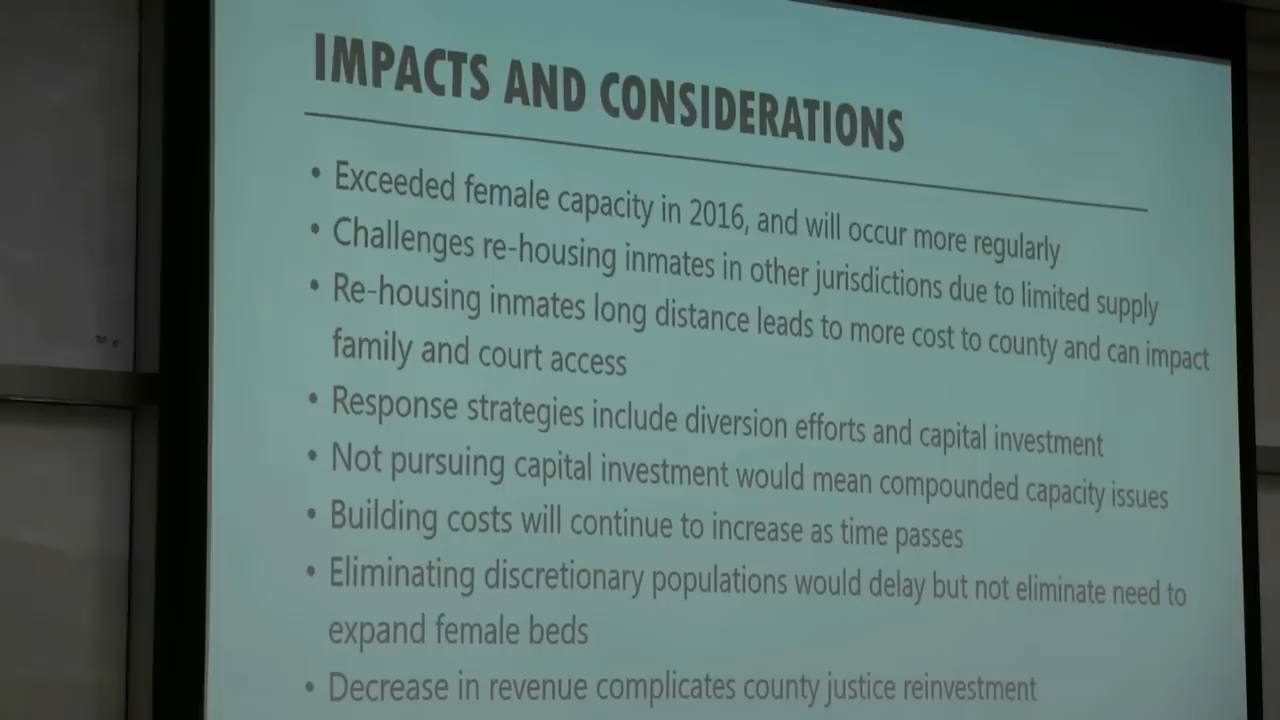 IMPACTS AND CONSIDERATIONS
• Exceeded female capacity in 2016, and will occur more regularly
• Challenges re-housing inmates in other jurisdictions due to limited supply
• Re-housing inmates long distance leads to more cost to county and can impact
family and court access
• Response strategies include diversion efforts and capital investment
• Not pursuing capital investment would mean compounded capacity issues
• Building costs will continue to increase as time passes
• Eliminating discretionary populations would delay but not eliminate need to
expand female beds
• Decrease in revenue complicates county justice reinvestment